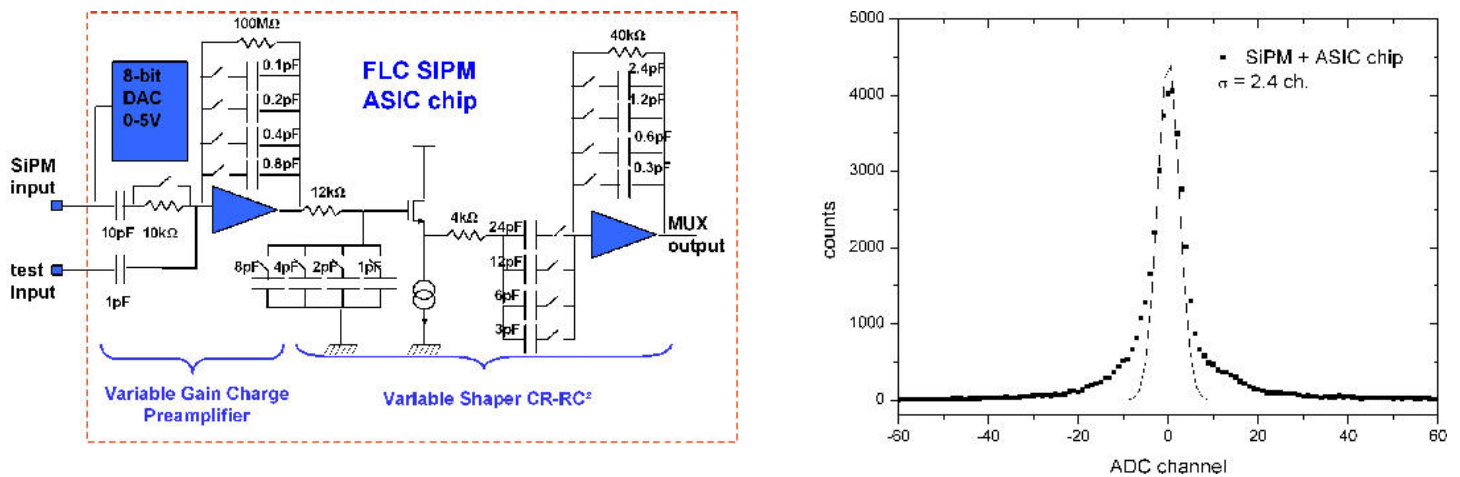 100MΩ
8-bit
DAC
0-5V
0.1pF
0.2pF
0.4pF
0.8pF
FLC SIPM
ASIC chip
40kΩ
2.4pF
1.2pF
0.6pF
0.3pF
SiPM
input
10pF
10kΩ
12kΩ
4kΩ
24pF
12pF
6pF
3pF
MUX
output
test
Input
1pF
8pF 4pF 2pF 1pF
Variable Gain Charge
Preamplifier
Variable Shaper CR-RC²
5000
4000
3000
2000
1000
0
counts
SiPM + ASIC chip
σ = 2.4 ch.
-60 -40 -20 0 20 40 60
ADC channel